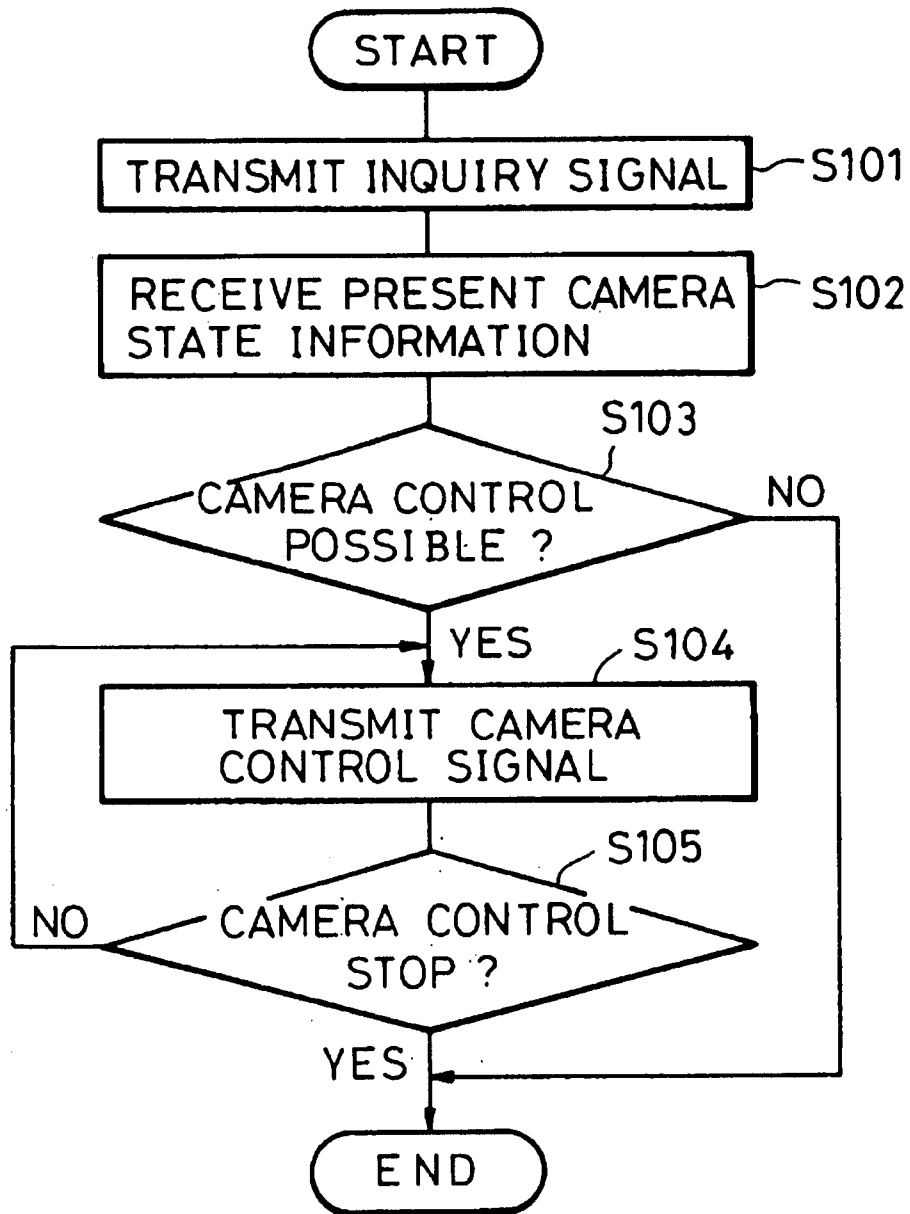 START
TRANSMIT INQUIRY SIGNAL
S101
RECEIVE PRESENT CAMERA
STATE INFORMATION
S102
S103
CAMERA CONTROL
POSSIBLE ?
NO
YES
S104
TRANSMIT CAMERA
CONTROL SIGNAL
S105
CAMERA CONTROL
STOP ?
NO
YES
END